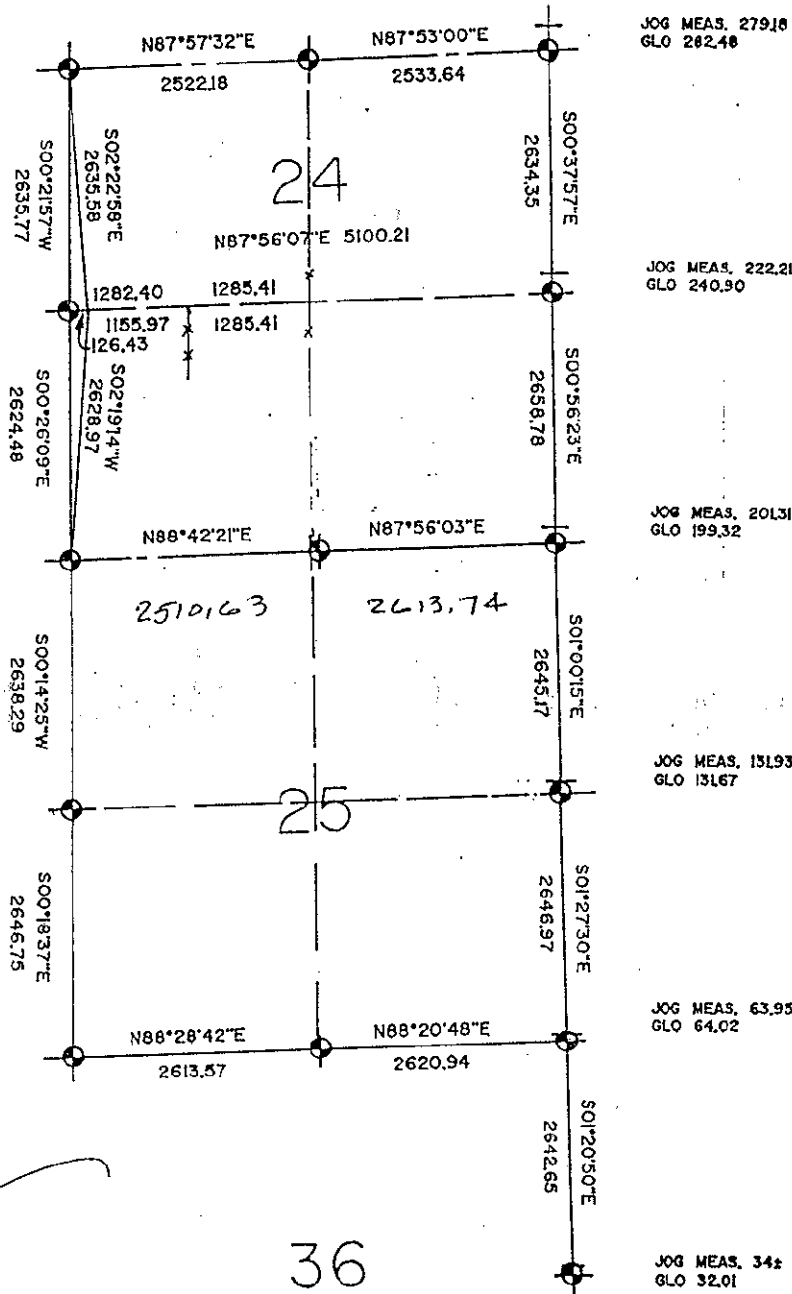 JOG MEAS. 279.18
GLO 282.48
N87°57'32"E
N87°53'00"E
2522.18
2533.64
S00°21'57"W
2635.77
S02°22'58"E
2635.58
24
S00°37'57"E
2634.35
N87°56'07"E 5100.21
JOG MEAS. 222.21
GLO 240.90
1282.40
1285.41
1155.97
1285.41
126.43
S00°26'09"E
2624.48
S02°19'14"W
2628.97
S00°56'23"E
2658.78
JOG MEAS. 201.31
GLO 199.32
N88°42'21"E
N87°56'03"E
2510.63
2613.74
S00°14'25"W
2638.29
S01°00'15"E
2645.17
JOG MEAS. 131.93
GLO 131.67
25
S00°18'37"E
2646.75
S01°27'30"E
2646.97
JOG MEAS. 63.95
GLO 64.02
N88°28'42"E
N88°20'48"E
2613.57
2620.94
S01°20'50"E
2642.65
36
JOG MEAS. 34±
GLO 32.01